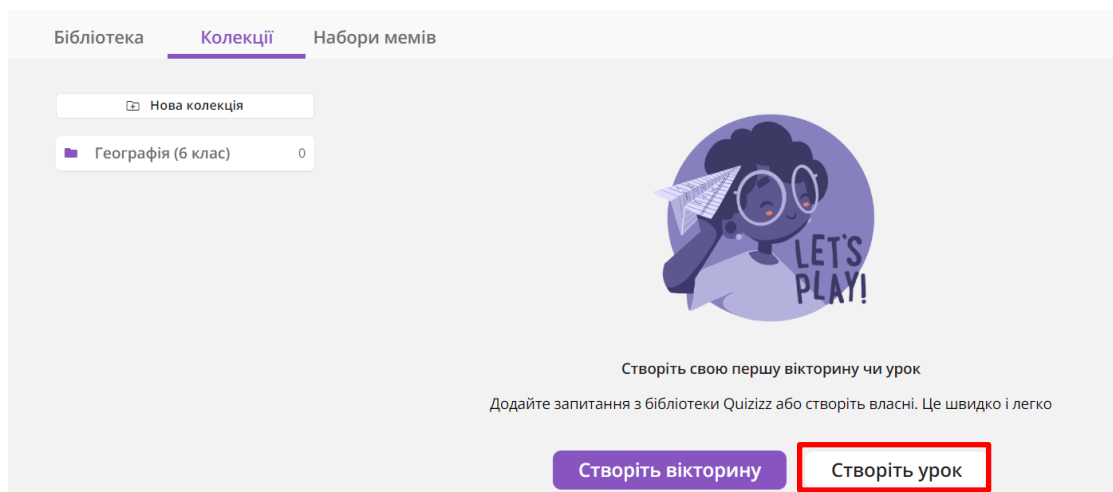 Бібліотека Колекції Набори мемів
Нова колекція
Географія (6 клас) 0
LET'S
PLAY!
Створіть свою першу вікторину чи урок
Додайте запитання з бібліотеки Quizizz або створіть власні. Це швидко і легко
Створіть вікторину Створіть урок